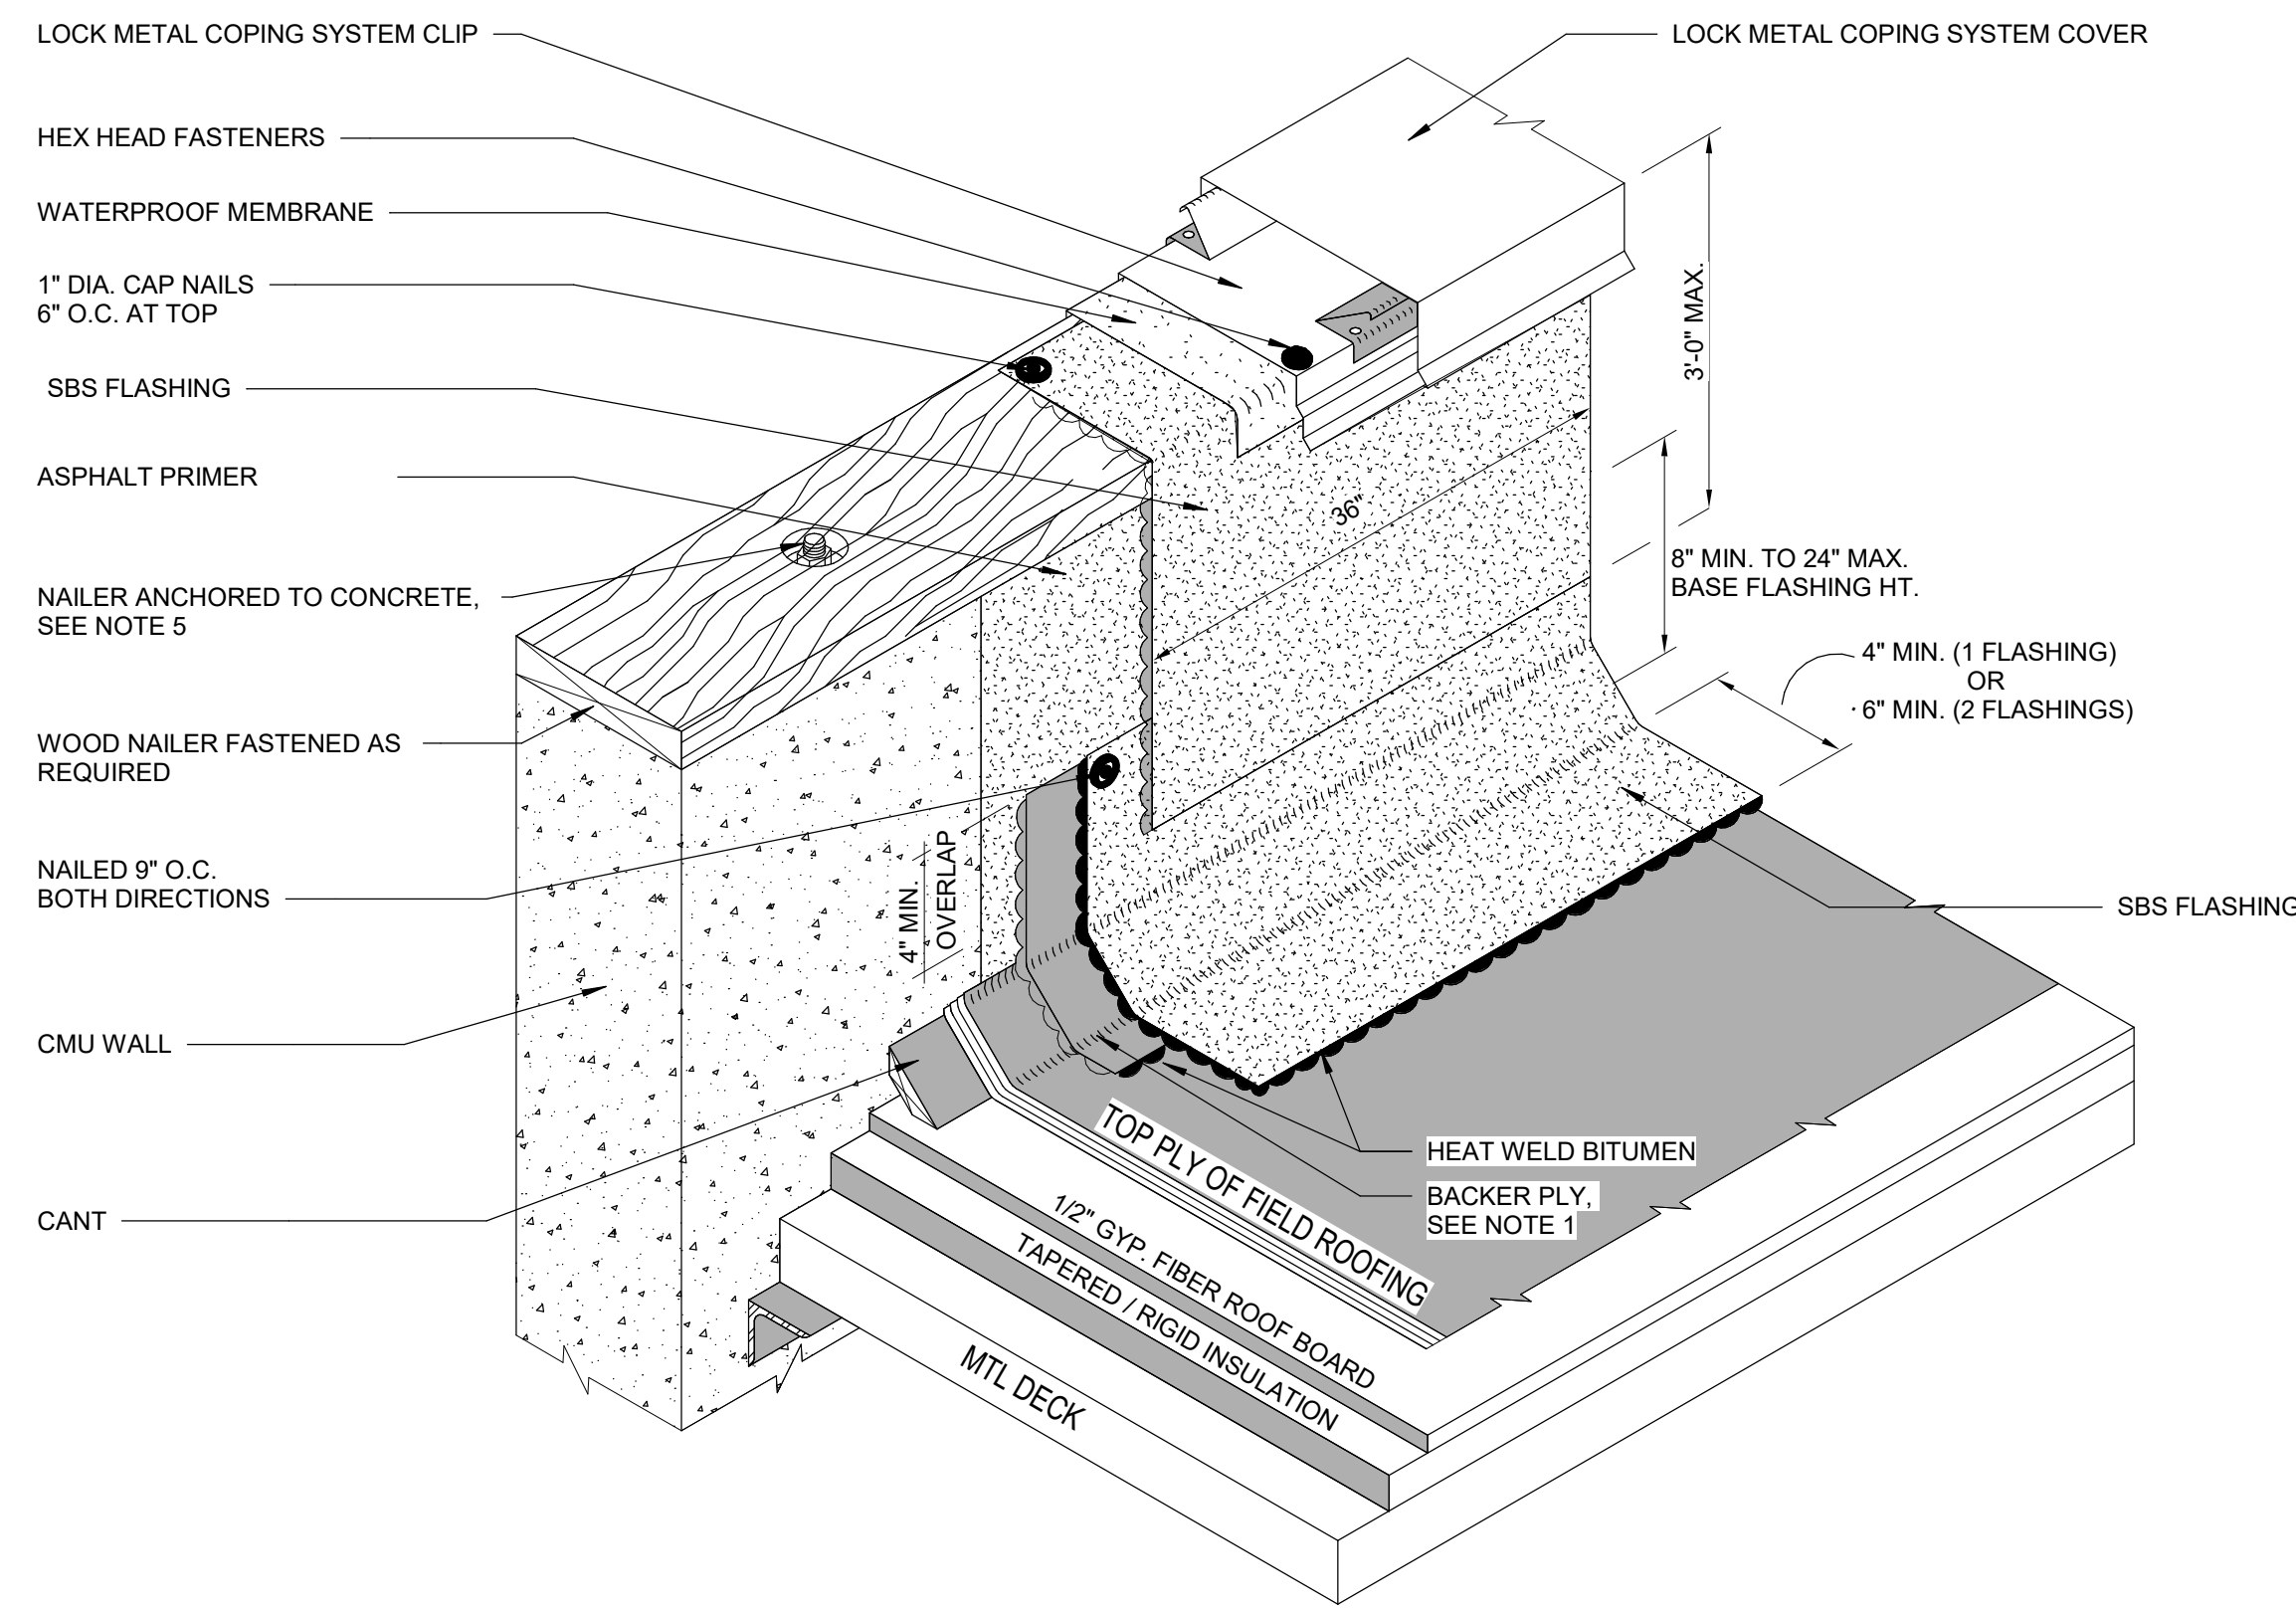 LOCK METAL COPING SYSTEM CLIP
LOCK METAL COPING SYSTEM COVER
HEX HEAD FASTENERS
WATERPROOF MEMBRANE
1" DIA. CAP NAILS
6" O.C. AT TOP
3'-0" MAX.
SBS FLASHING
ASPHALT PRIMER
36"
8" MIN. TO 24" MAX.
BASE FLASHING HT.
NAILER ANCHORED TO CONCRETE,
SEE NOTE 5
4" MIN. (1 FLASHING)
OR
6" MIN. (2 FLASHINGS)
WOOD NAILER FASTENED AS
REQUIRED
NAILED 9" O.C.
BOTH DIRECTIONS
4" MIN.
OVERLAP
SBS FLASHING
CMU WALL
CANT
HEAT WELD BITUMEN
BACKER PLY,
SEE NOTE 1
TOP PLY OF FIELD ROOFING
1/2" GYP. FIBER ROOF BOARD
TAPERED / RIGID INSULATION
MTL DECK